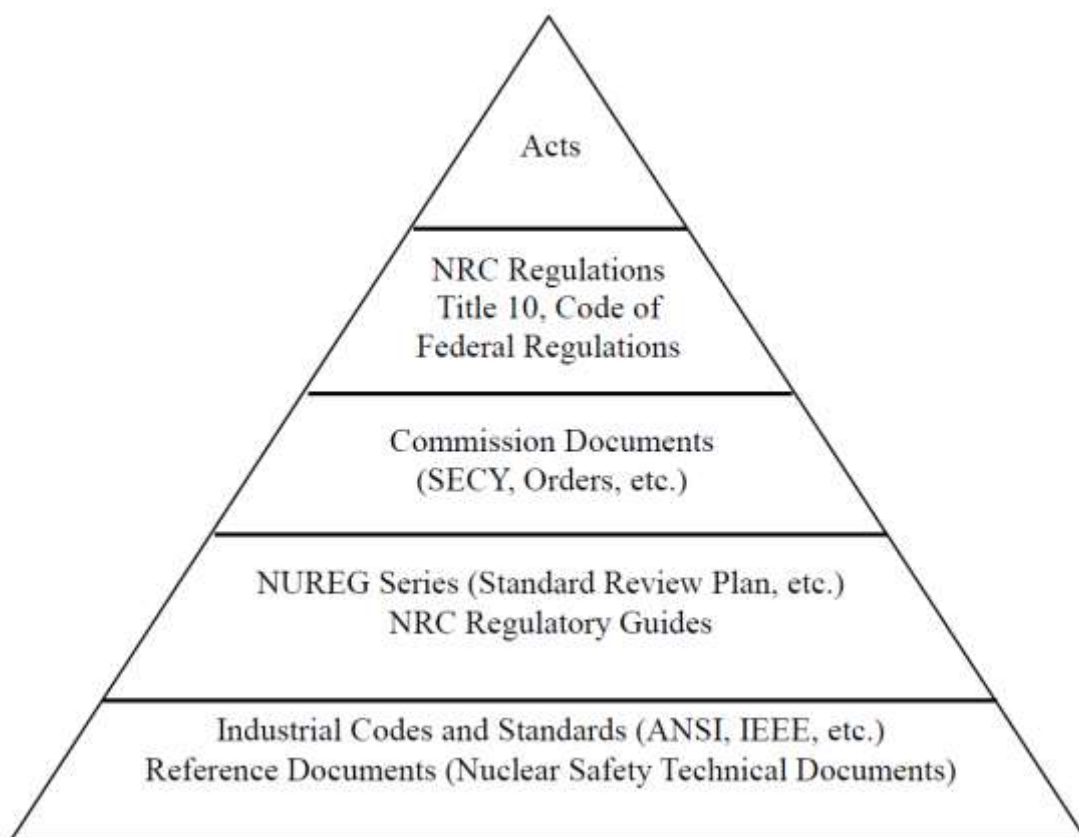 Acts
NRC Regulations
Title 10, Code of
Federal Regulations
Commission Documents
(SECY, Orders, etc.)
NUREG Series (Standard Review Plan, etc.)
NRC Regulatory Guides
Industrial Codes and Standards (ANSI, IEEE, etc.)
Reference Documents (Nuclear Safety Technical Documents)